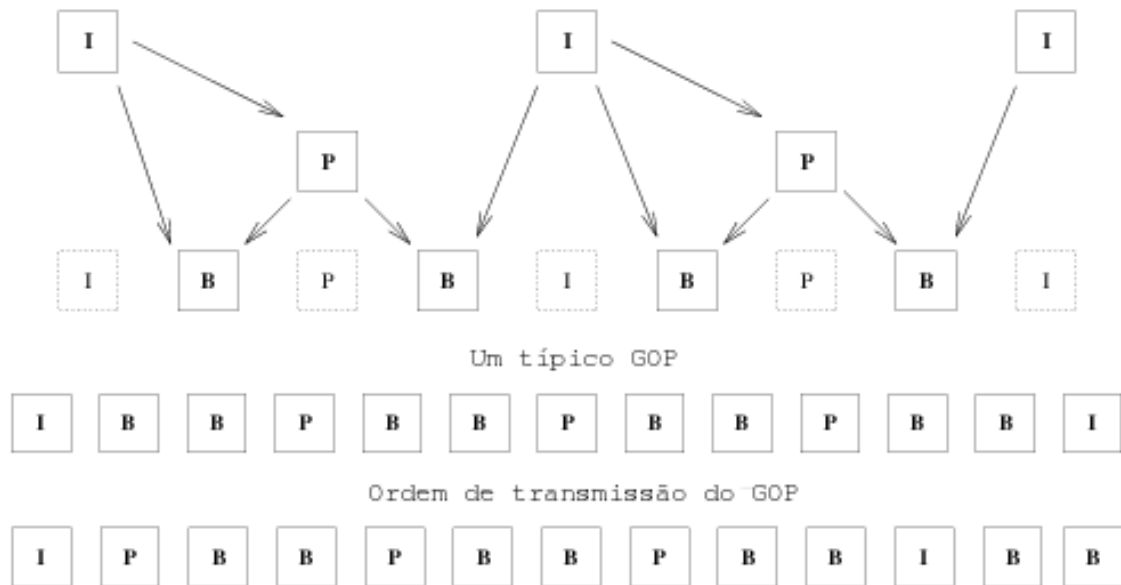 I I I
P P
I B P B I B P B I
Um típico GOP
I B B P B B P B B P B B I
Ordem de transmissão do GOP
I P B B P B B P B B I B B